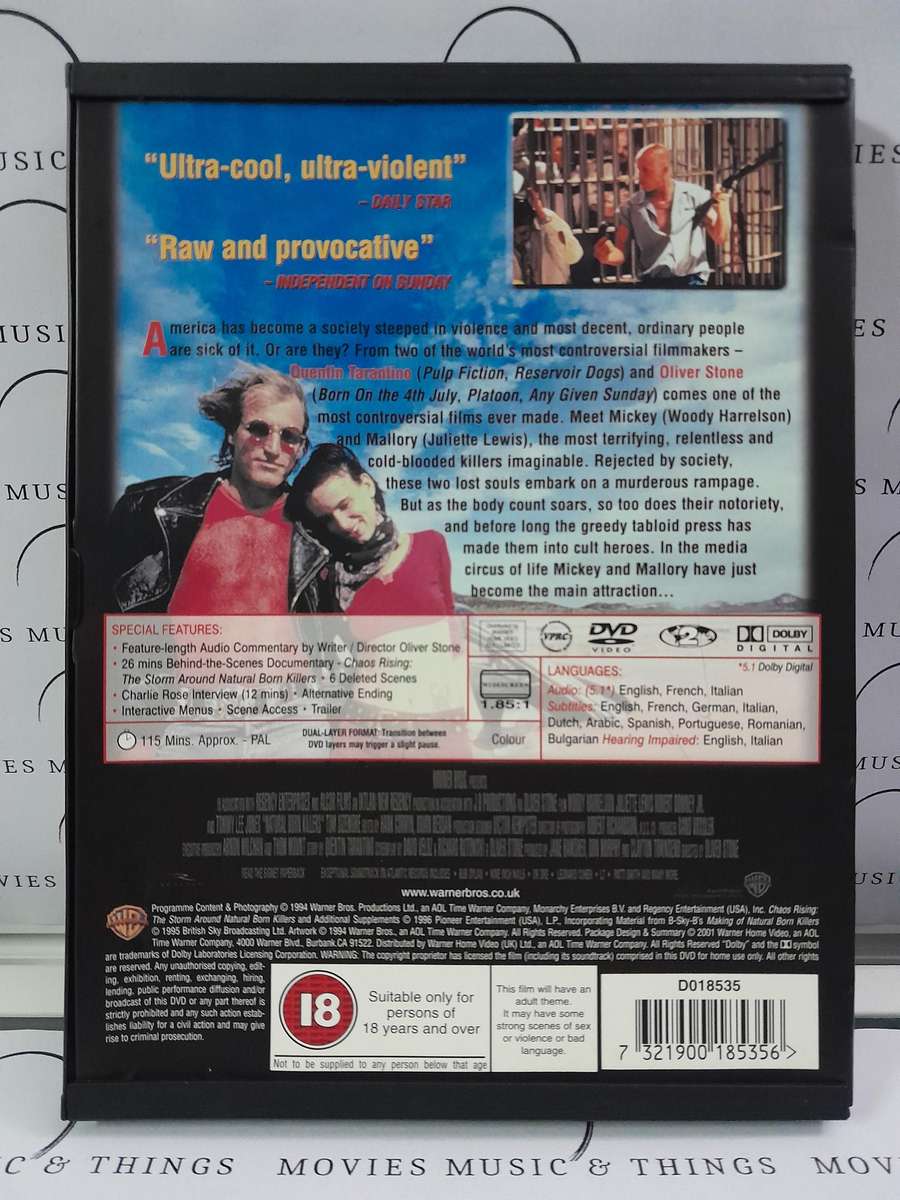 “Ultra-cool, ultra-violent”
– DAILY STAR
“Raw and provocative”
– INDEPENDENT ON SUNDAY
America has become a society steeped in violence and most decent, ordinary people
are sick of it. Or are they? From two of the world's most controversial filmmakers –
Quentin Tarantino (Pulp Fiction, Reservoir Dogs) and Oliver Stone
(Born On the 4th July, Platoon, Any Given Sunday) comes one of the
most controversial films ever made. Meet Mickey (Woody Harrelson)
and Mallory (Juliette Lewis), the most terrifying, relentless and
cold-blooded killers imaginable. Rejected by society,
these two lost souls embark on a murderous rampage.
But as the body count soars, so too does their notoriety,
and before long the greedy tabloid press has
made them into cult heroes. In the media
circus of life Mickey and Mallory have just
become the main attraction...
SPECIAL FEATURES:
• Feature-length Audio Commentary by Writer / Director Oliver Stone
• 26 mins Behind-the-Scenes Documentary - Chaos Rising:
The Storm Around Natural Born Killers • 6 Deleted Scenes
• Charlie Rose Interview (12 mins) • Alternative Ending
• Interactive Menus • Scene Access • Trailer
115 Mins. Approx. - PAL
DUAL-LAYER FORMAT: Transition between
DVD layers may trigger a slight pause.
VPRC
DVD
VIDEO
2
DOLBY
DIGITAL
WIDESCREEN
1.85:1
Colour
LANGUAGES:
*5.1 Dolby Digital
Audio: (5.1*) English, French, Italian
Subtitles: English, French, German, Italian,
Dutch, Arabic, Spanish, Portuguese, Romanian,
Bulgarian Hearing Impaired: English, Italian
WARNER BROS. PRESENTS
READ THE SIGNET PAPERBACK
www.warnerbros.co.uk
Programme Content & Photography © 1994 Warner Bros. Productions Ltd., an AOL Time Warner Company, Monarchy Enterprises B.V. and Regency Entertainment (USA), Inc. Chaos Rising:
The Storm Around Natural Born Killers and Additional Supplements © 1996 Pioneer Entertainment (USA), L.P., Incorporating Material from B-Sky-B's Making of Natural Born Killers
© 1995 British Sky Broadcasting Ltd. Artwork © 1994 Warner Bros., an AOL Time Warner Company. All Rights Reserved. Package Design & Summary © 2001 Warner Home Video, an AOL
Time Warner Company, 4000 Warner Blvd., Burbank.CA 91522. Distributed by Warner Home Video (UK) Ltd., an AOL Time Warner Company. All Rights Reserved "Dolby" and the symbol
are trademarks of Dolby Laboratories Licensing Corporation. WARNING: The copyright proprietor has licensed the film (including its soundtrack) comprised in this DVD for home use only. All other rights
are reserved. Any unauthorised copying, edit-
ing, exhibition, renting, exchanging, hiring,
lending, public performance diffusion and/or
broadcast of this DVD or any part thereof is
strictly prohibited and any such action estab-
lishes liability for a civil action and may give
rise to criminal prosecution.
18
Suitable only for
persons of
18 years and over
Not to be supplied to any person below that age
This film will have an
adult theme.
It may have some
strong scenes of sex
or violence or bad
language.
D018535
7 321900 185356 >
C & THINGS MOVIES MUSIC & THINGS MOV